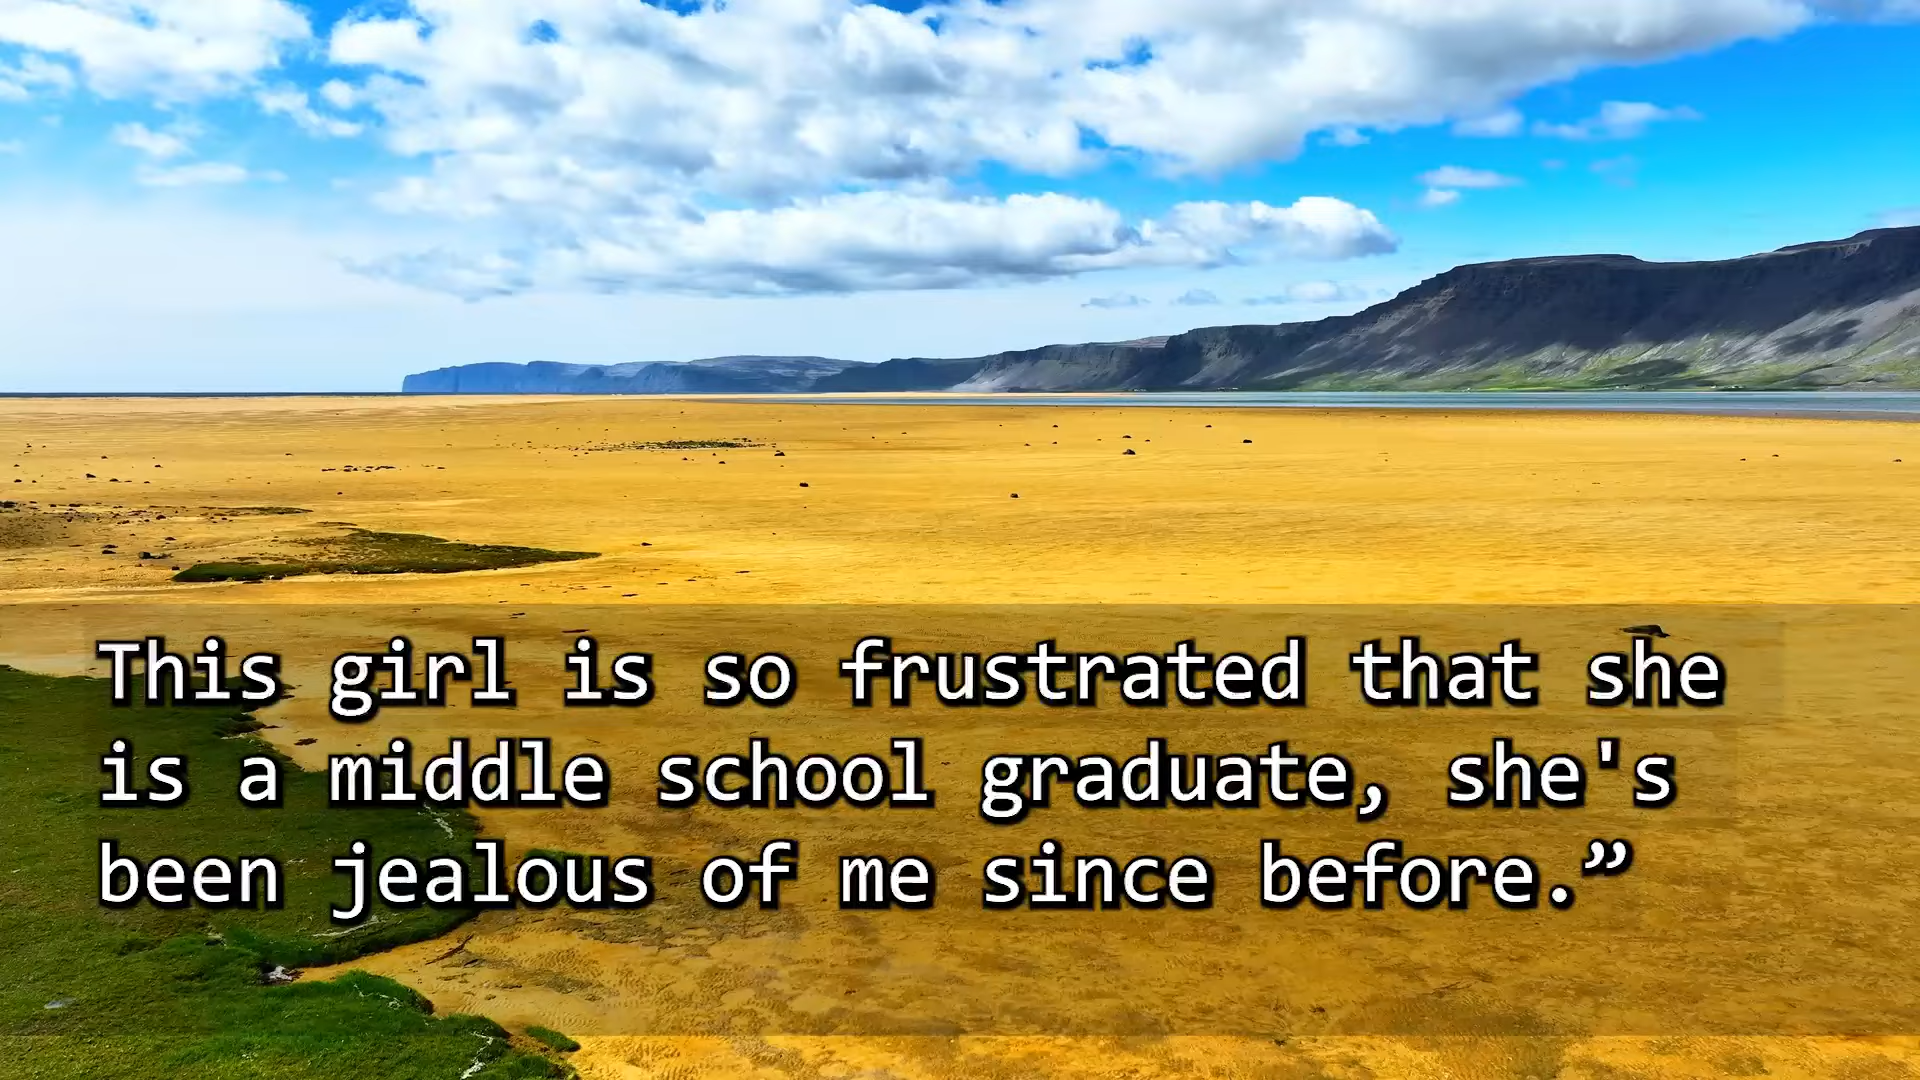 This girl is so frustrated that she
is a middle school graduate, she's
been jealous of me since before.”